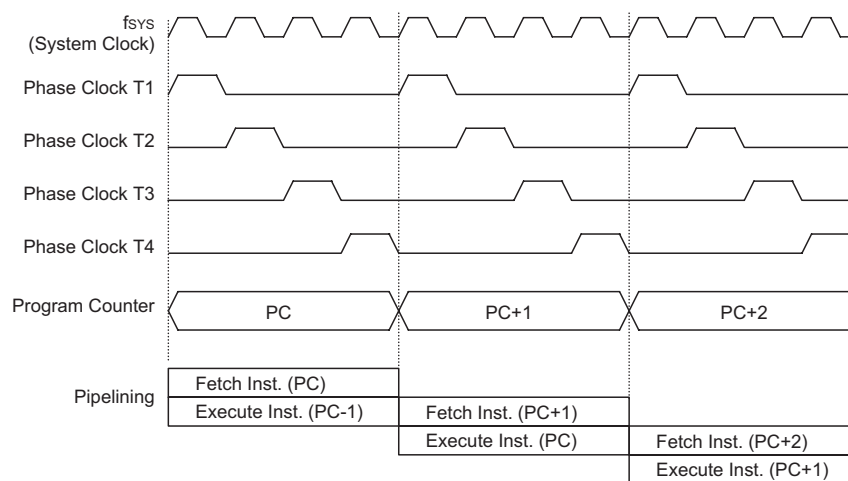 fSYS
(System Clock)
Phase Clock T1
Phase Clock T2
Phase Clock T3
Phase Clock T4
Program Counter
PC
PC+1
PC+2
Pipelining
Fetch Inst. (PC)
Execute Inst. (PC-1)
Fetch Inst. (PC+1)
Execute Inst. (PC)
Fetch Inst. (PC+2)
Execute Inst. (PC+1)